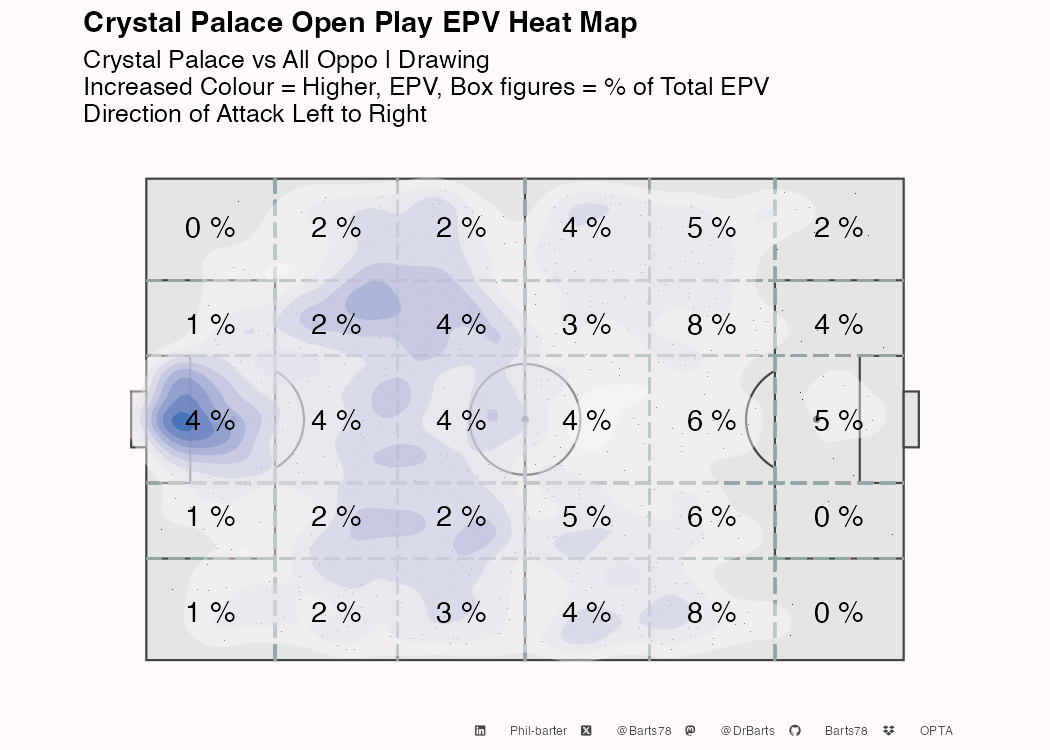 Crystal Palace Open Play EPV Heat Map
Crystal Palace vs All Oppo | Drawing
Increased Colour = Higher, EPV, Box figures = % of Total EPV
Direction of Attack Left to Right
0 % 2 % 2 % 4 % 5 % 2 %
1 % 2 % 4 % 3 % 8 % 4 %
4 % 4 % 4 % 4 % 6 % 5 %
1 % 2 % 2 % 5 % 6 % 0 %
1 % 2 % 3 % 4 % 8 % 0 %
Phil-barter @Barts78 @DrBarts Barts78 OPTA